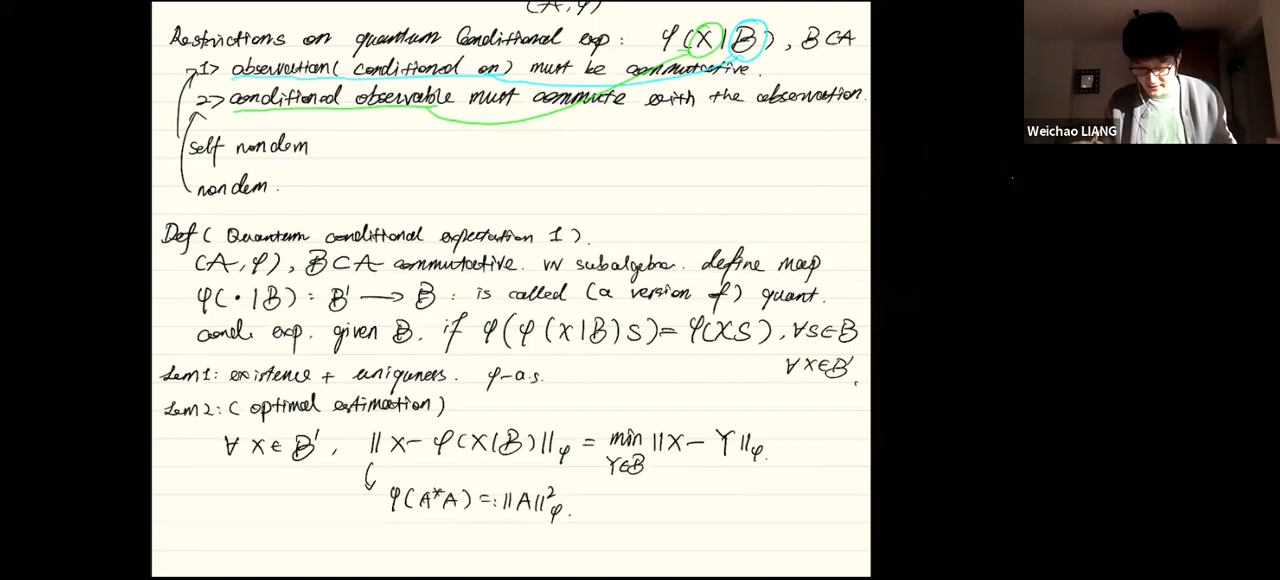 (A, φ)
Restrictions on quantum conditional exp : φ(X|B), B⊂A
1> observation (conditional on) must be commutative.
2> conditional observable must commute with the observation.
self nondem
nondem.
Def ( Quantum conditional expectation 1 ).
(A, φ), B⊂A commutative. vN subalgebra. define map
φ(·|B) : B' → B : is called (a version of) quant.
cond. exp. given B. if φ(φ(X|B)S) = φ(XS), ∀S∈B
∀X∈B'.
Lem1: existence + uniqueness. φ-a.s.
Lem2: ( optimal estimation )
∀ X∈B', ||X - φ(X|B)||φ = min ||X - Y||φ.
Y∈B
φ(A*A) =: ||A||²φ.
Weichao LIANG